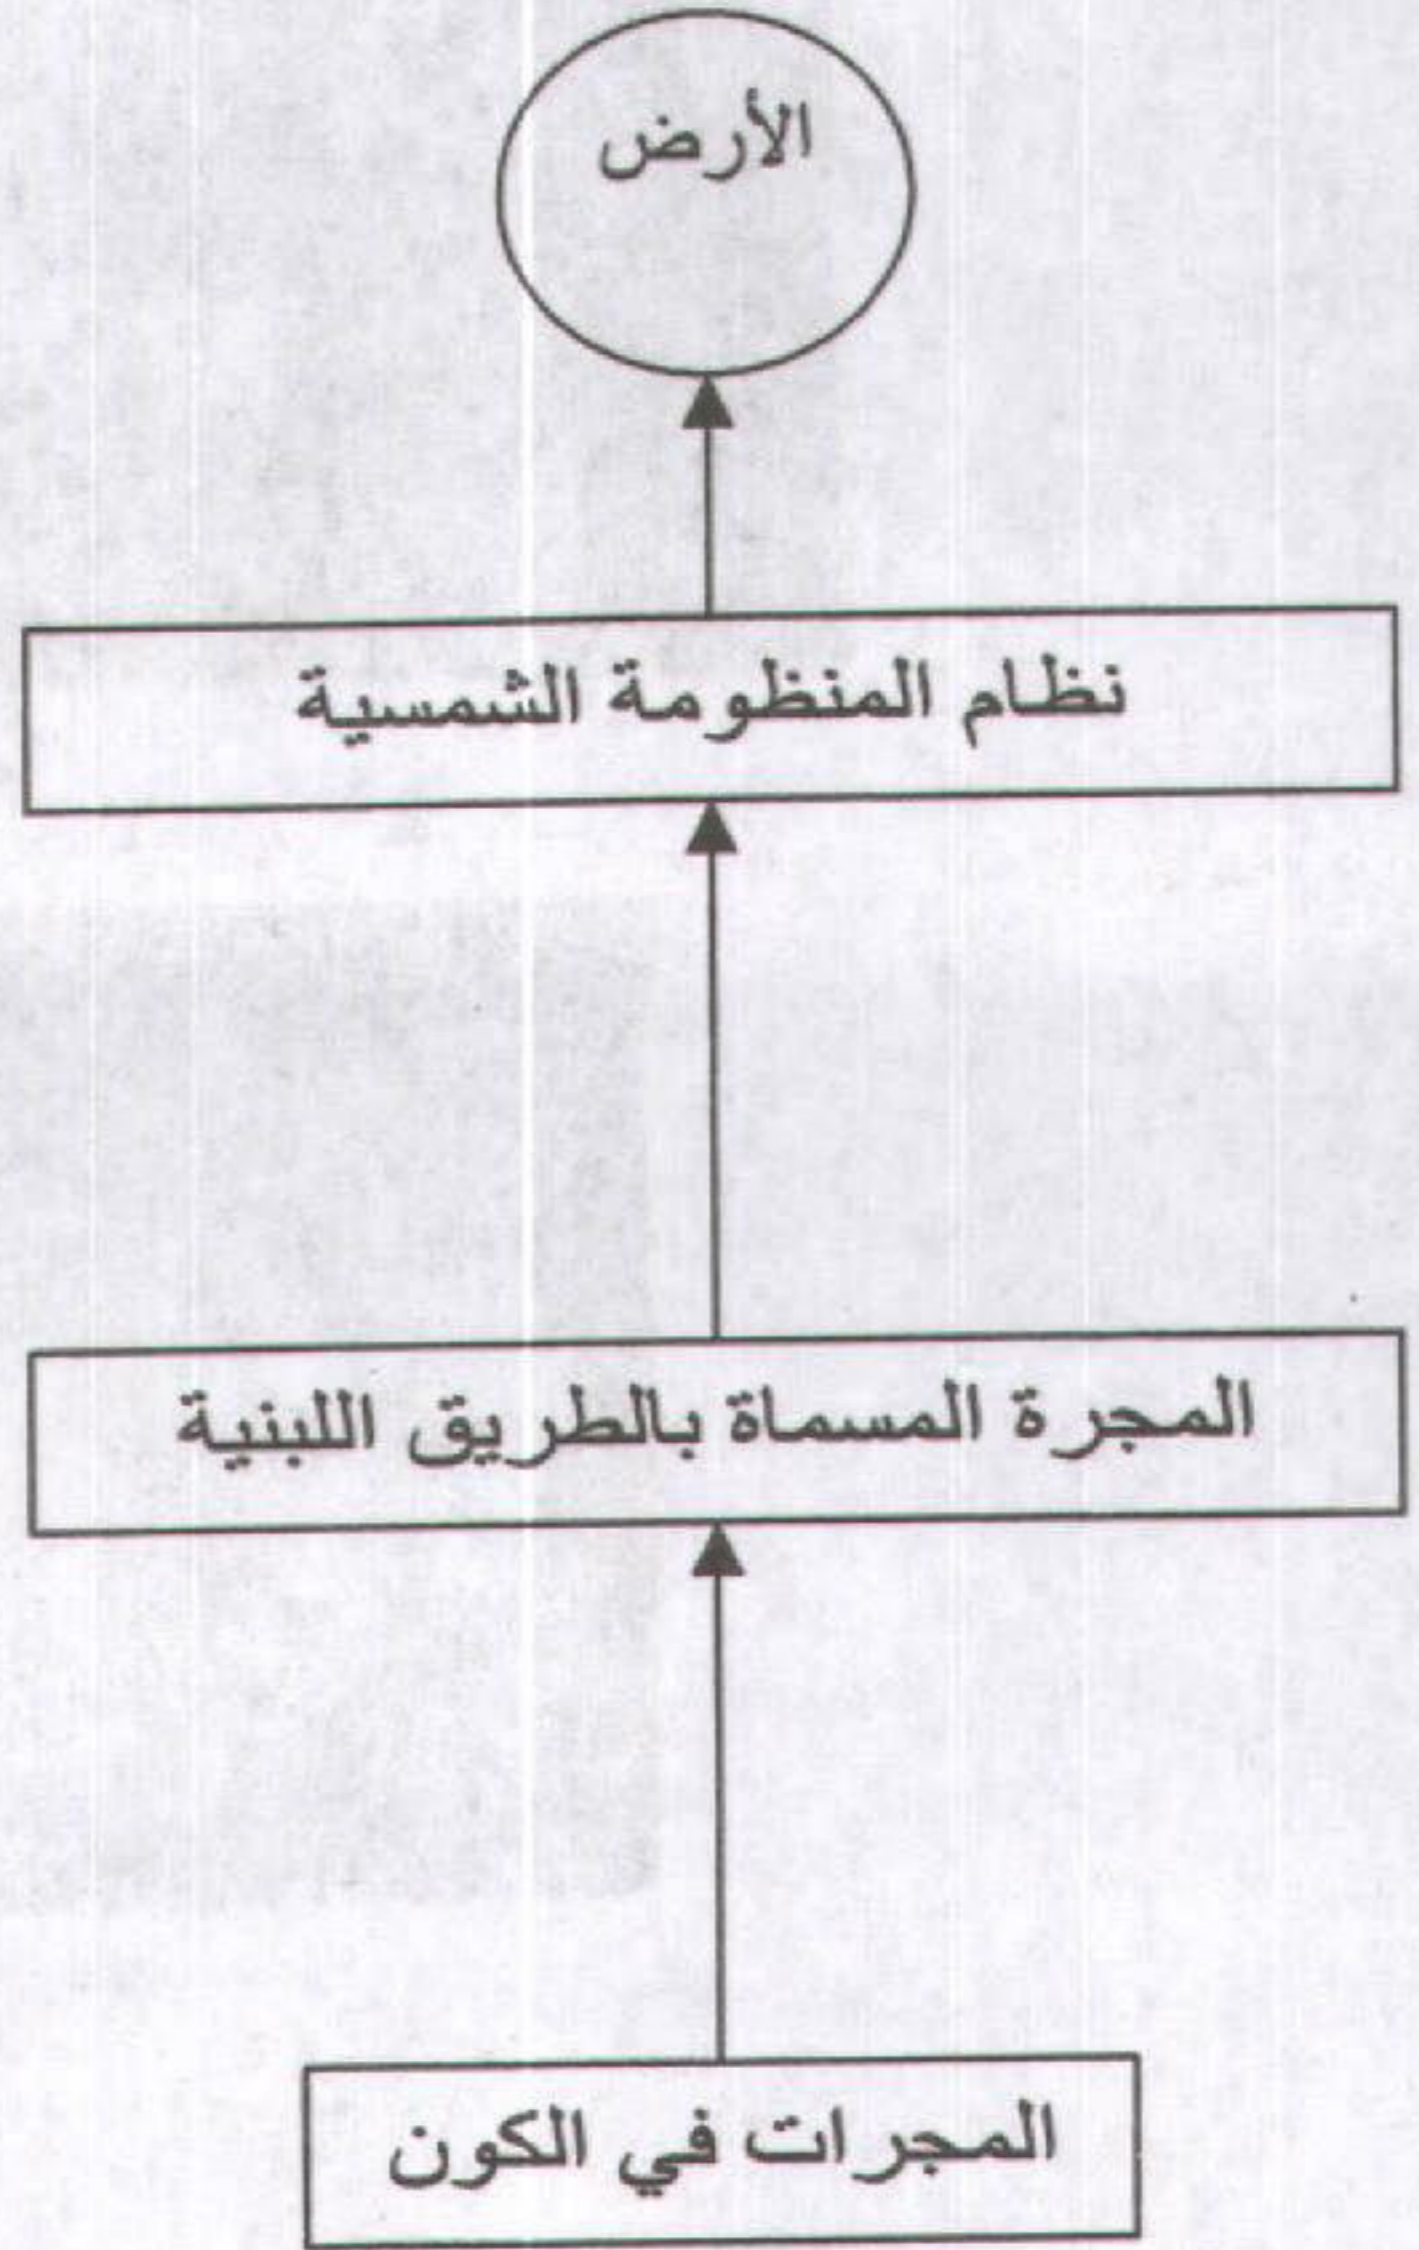 الأرض
نظام المنظومة الشمسية
المجرة المسماة بالطريق اللبنية
المجرات في الكون